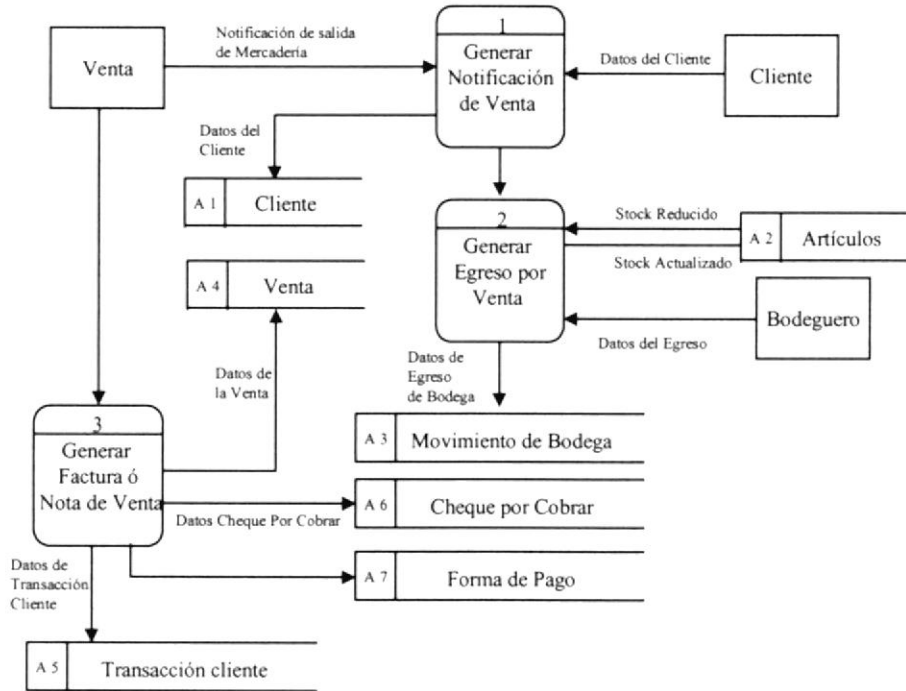 Venta
Notificación de salida
de Mercadería
1
Generar
Notificación
de Venta
Datos del Cliente
Cliente
Datos del
Cliente
A 1
Cliente
2
Generar
Egreso por
Venta
Stock Reducido
Stock Actualizado
A 2
Artículos
A 4
Venta
Bodeguero
Datos del Egreso
Datos de
Egreso
de Bodega
Datos de
la Venta
3
Generar
Factura ó
Nota de Venta
A 3
Movimiento de Bodega
Datos Cheque Por Cobrar
A 6
Cheque por Cobrar
A 7
Forma de Pago
Datos de
Transacción
Cliente
A 5
Transacción cliente